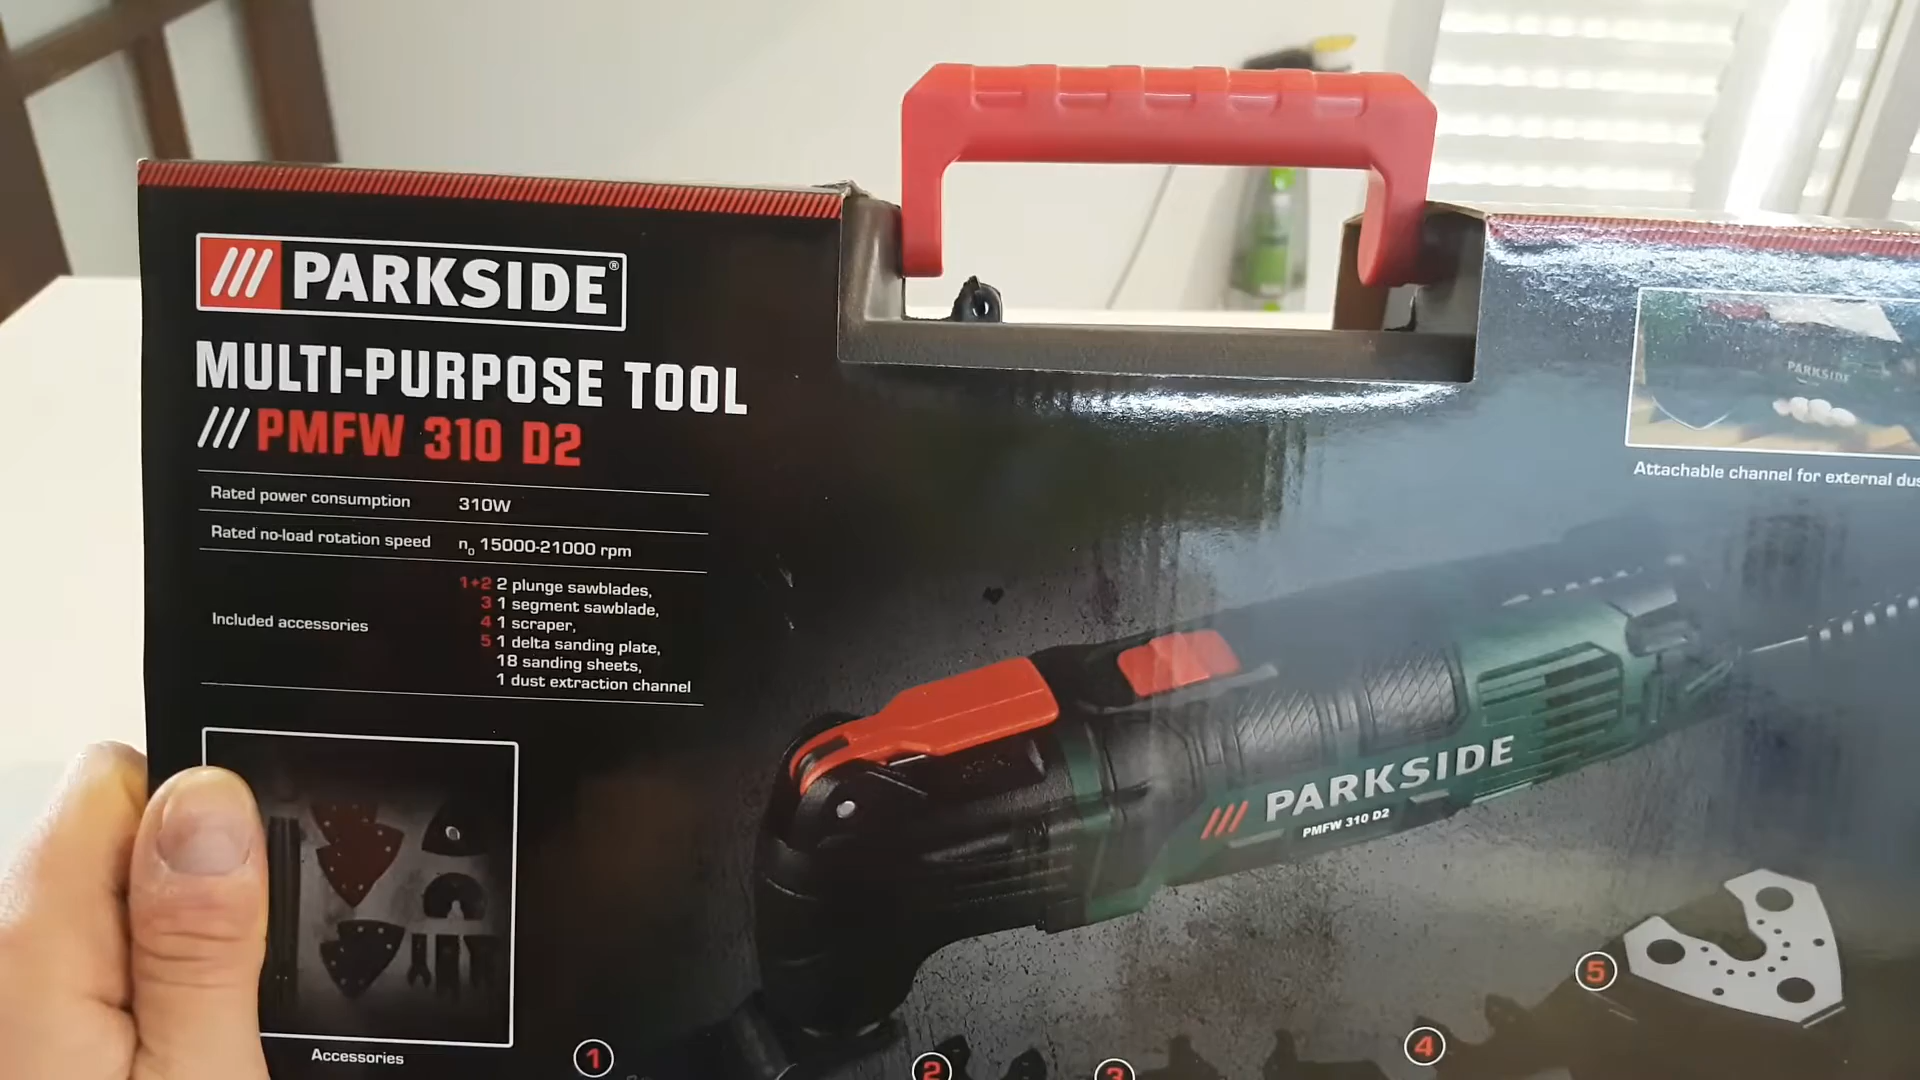 /// PARKSIDE®
MULTI-PURPOSE TOOL
/// PMFW 310 D2
Rated power consumption 310W
Rated no-load rotation speed n₀ 15000-21000 rpm
Included accessories
1+2 2 plunge sawblades,
3 1 segment sawblade,
4 1 scraper,
5 1 delta sanding plate,
18 sanding sheets,
1 dust extraction channel
Accessories
PARKSIDE
Attachable channel for external
/// PARKSIDE
PMFW 310 D2
5
4
1
2
3